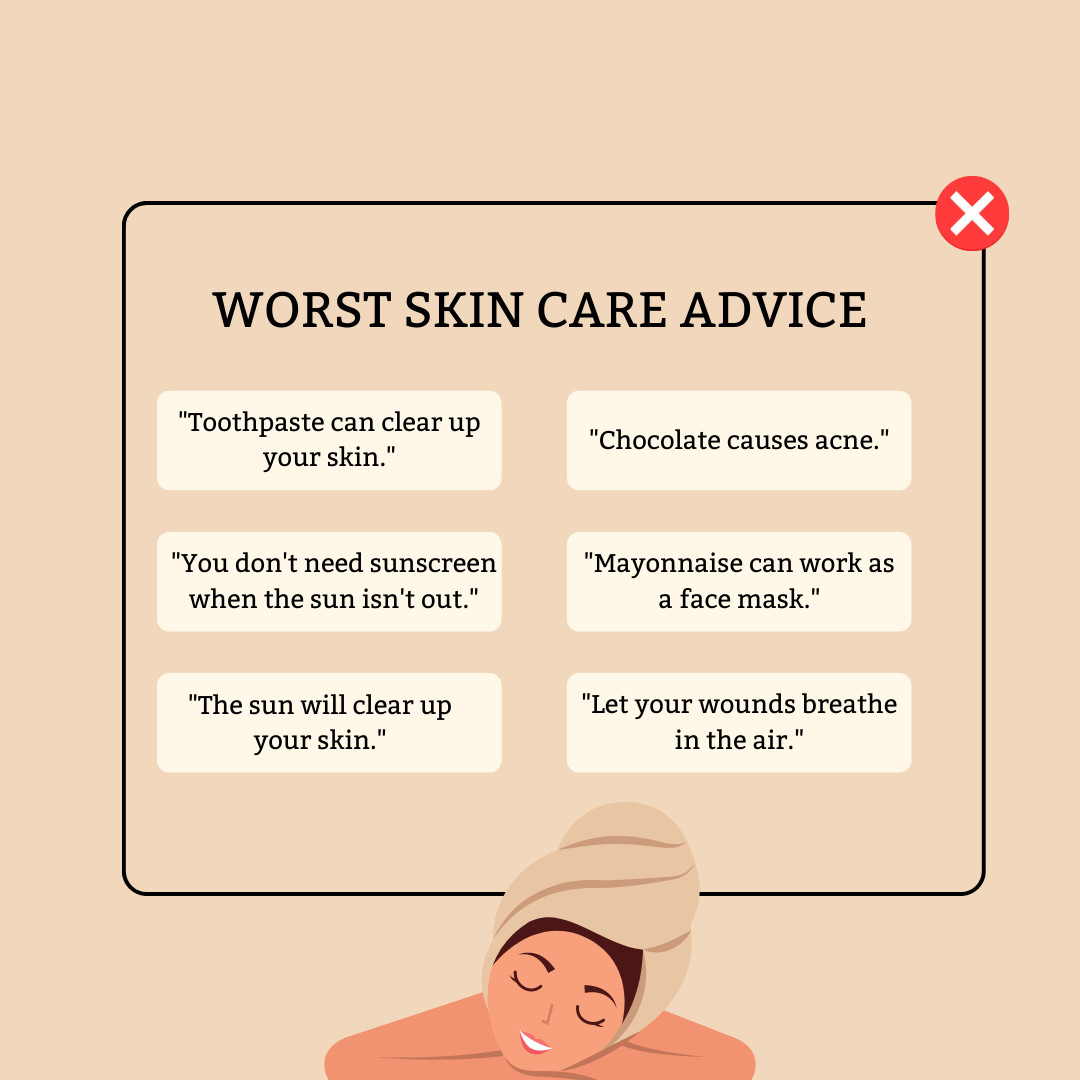 WORST SKIN CARE ADVICE
"Toothpaste can clear up
your skin."
"Chocolate causes acne."
"You don't need sunscreen
when the sun isn't out."
"Mayonnaise can work as
a face mask."
"The sun will clear up
your skin."
"Let your wounds breathe
in the air."